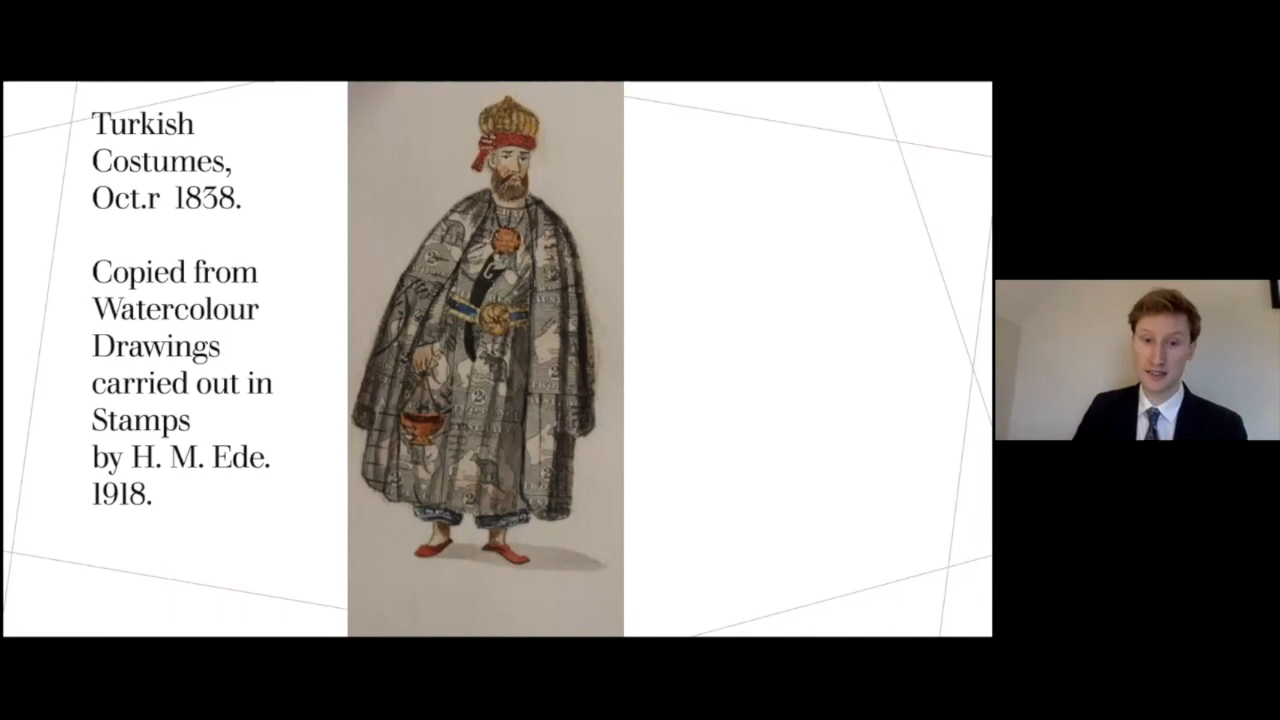 Turkish
Costumes,
Oct.r 1838.
Copied from
Watercolour
Drawings
carried out in
Stamps
by H. M. Ede.
1918.